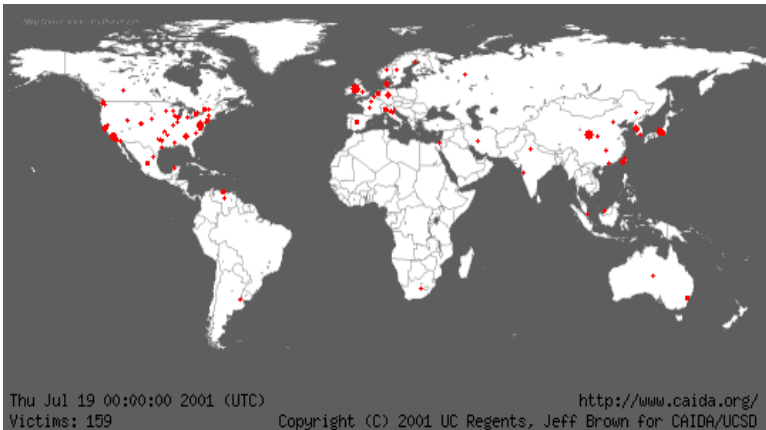 Thu Jul 19 00:00:00 2001 (UTC)
http://www.caida.org/
Victims: 159
Copyright (C) 2001 UC Regents, Jeff Brown for CAIDA/UCSD